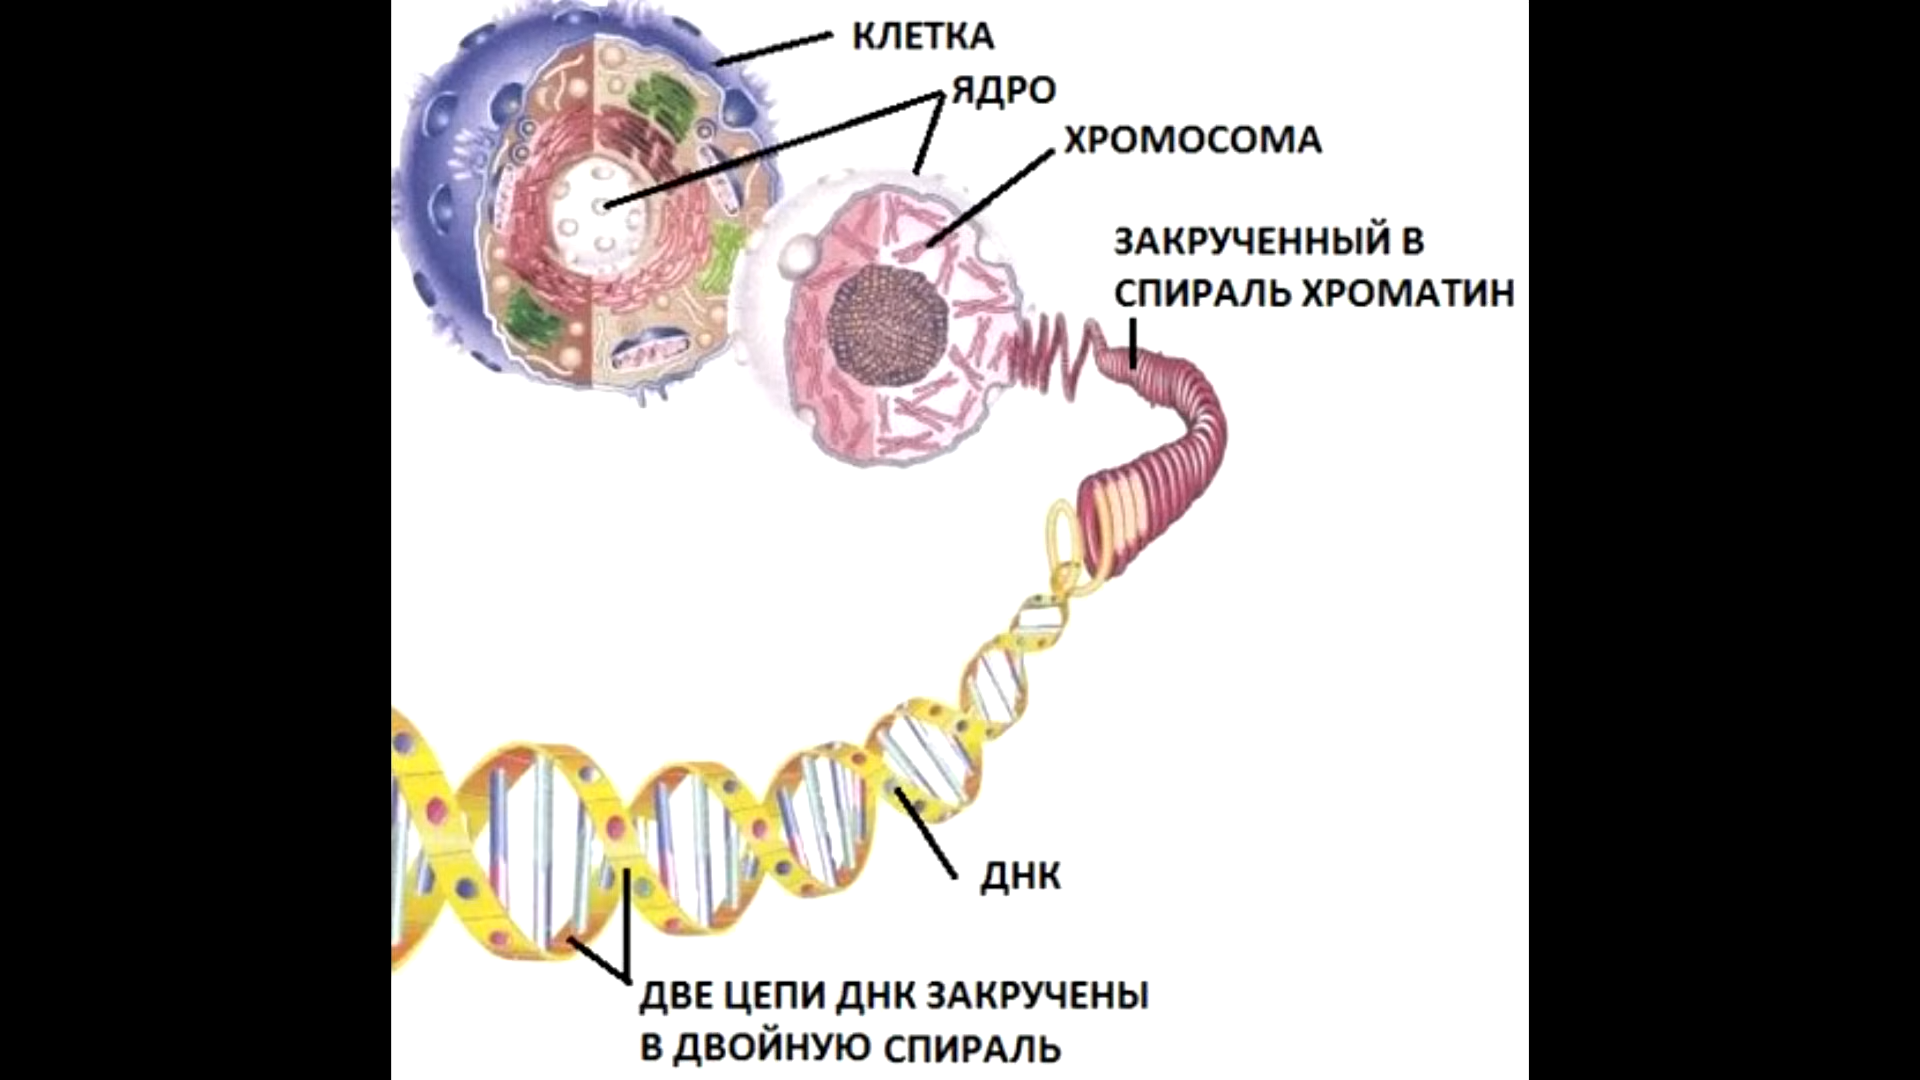 КЛЕТКА
ЯДРО
ХРОМОСОМА
ЗАКРУЧЕННЫЙ В
СПИРАЛЬ ХРОМАТИН
ДНК
ДВЕ ЦЕПИ ДНК ЗАКРУЧЕНЫ
В ДВОЙНУЮ СПИРАЛЬ